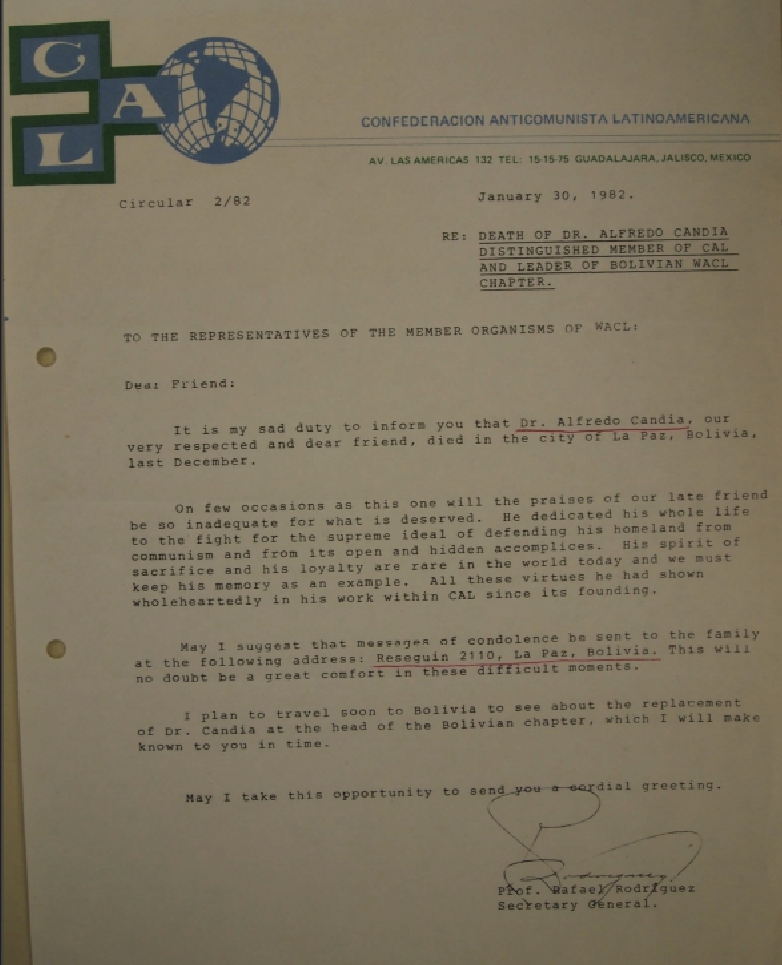 C
A
L
CONFEDERACION ANTICOMUNISTA LATINOAMERICANA
AV. LAS AMERICAS 132 TEL: 15-15-75 GUADALAJARA, JALISCO, MEXICO
Circular 2/82
January 30, 1982.
RE: DEATH OF DR. ALFREDO CANDIA
DISTINGUISHED MEMBER OF CAL
AND LEADER OF BOLIVIAN WACL
CHAPTER.
TO THE REPRESENTATIVES OF THE MEMBER ORGANISMS OF WACL:
Dear Friend:
It is my sad duty to inform you that Dr. Alfredo Candia, our
very respected and dear friend, died in the city of La Paz, Bolivia,
last December.
On few occasions as this one will the praises of our late friend
be so inadequate for what is deserved. He dedicated his whole life
to the fight for the supreme ideal of defending his homeland from
communism and from its open and hidden accomplices. His spirit of
sacrifice and his loyalty are rare in the world today and we must
keep his memory as an example. All these virtues he had shown
wholeheartedly in his work within CAL since its founding.
May I suggest that messages of condolence be sent to the family
at the following address: Reseguin 2110, La Paz, Bolivia. This will
no doubt be a great comfort in these difficult moments.
I plan to travel soon to Bolivia to see about the replacement
of Dr. Candia at the head of the Bolivian chapter, which I will make
known to you in time.
May I take this opportunity to send you a cordial greeting.
Prof. Rafael Rodríguez
Secretary General.